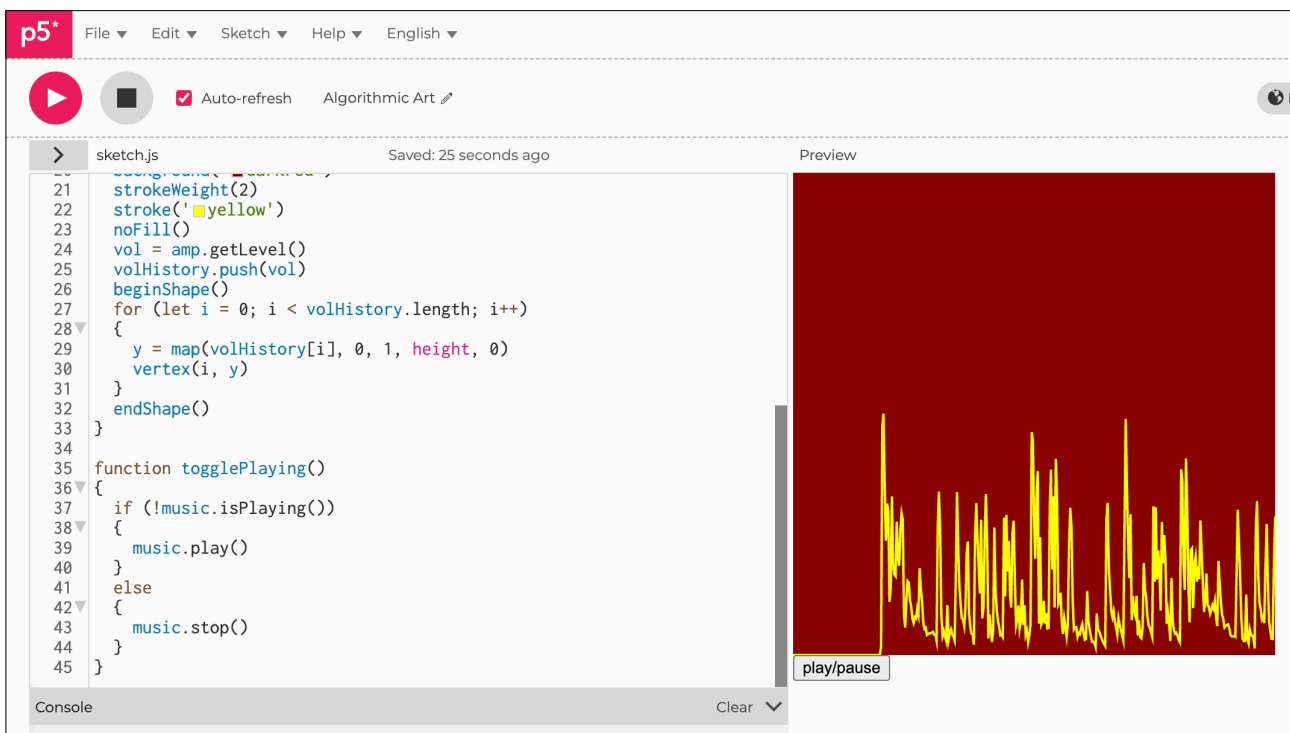 p5*
File Edit Sketch Help English
Auto-refresh Algorithmic Art
sketch.js Saved: 25 seconds ago Preview
21 strokeWeight(2)
22 stroke('yellow')
23 noFill()
24 vol = amp.getLevel()
25 volHistory.push(vol)
26 beginShape()
27 for (let i = 0; i < volHistory.length; i++)
28 {
29 y = map(volHistory[i], 0, 1, height, 0)
30 vertex(i, y)
31 }
32 endShape()
33 }
34
35 function togglePlaying()
36 {
37 if (!music.isPlaying())
38 {
39 music.play()
40 }
41 else
42 {
43 music.stop()
44 }
45 }
play/pause
Console Clear